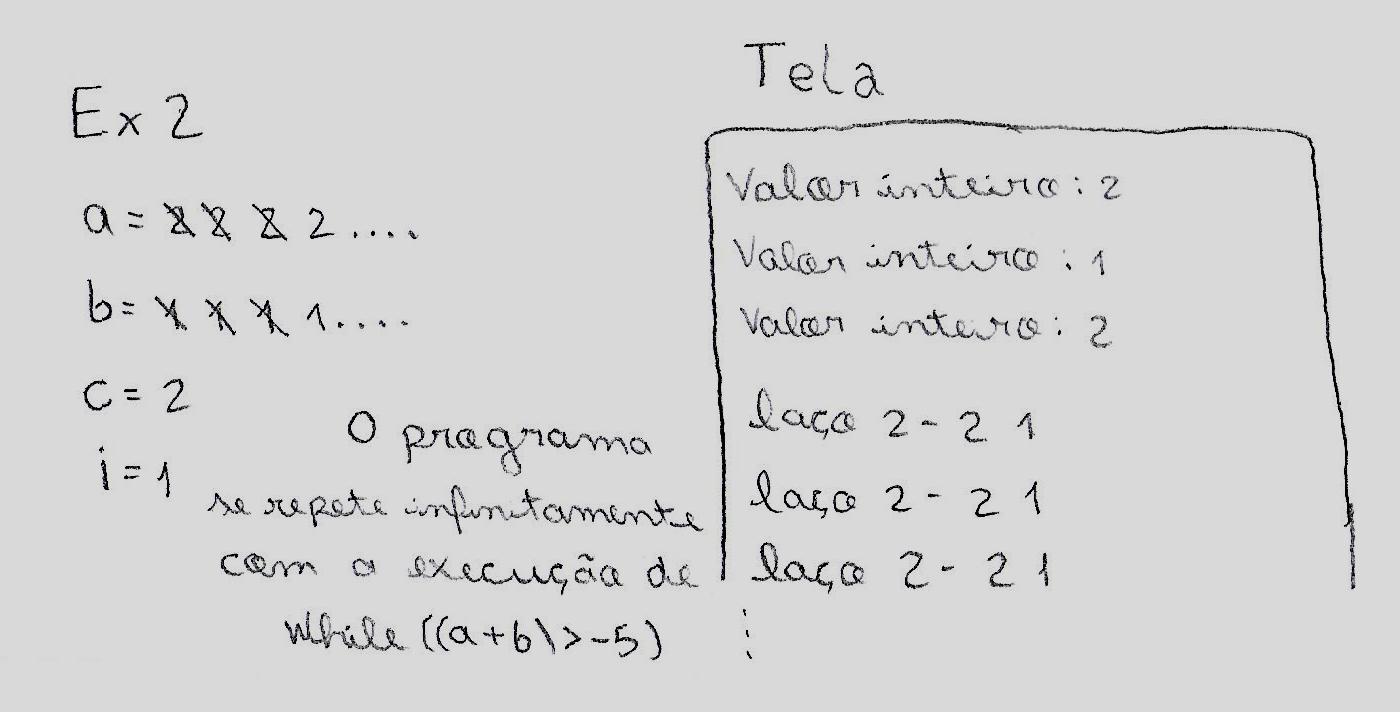 Ex 2
a = 2 2 2 2....
b = 1 1 1 1....
c = 2
i = 1
O programa
se repete infinitamente
com a execução de
While ((a+b)>-5)
Tela
Valor inteiro: 2
Valor inteiro: 1
Valor inteiro: 2
laço 2- 2 1
laço 2- 2 1
laço 2- 2 1
⋮